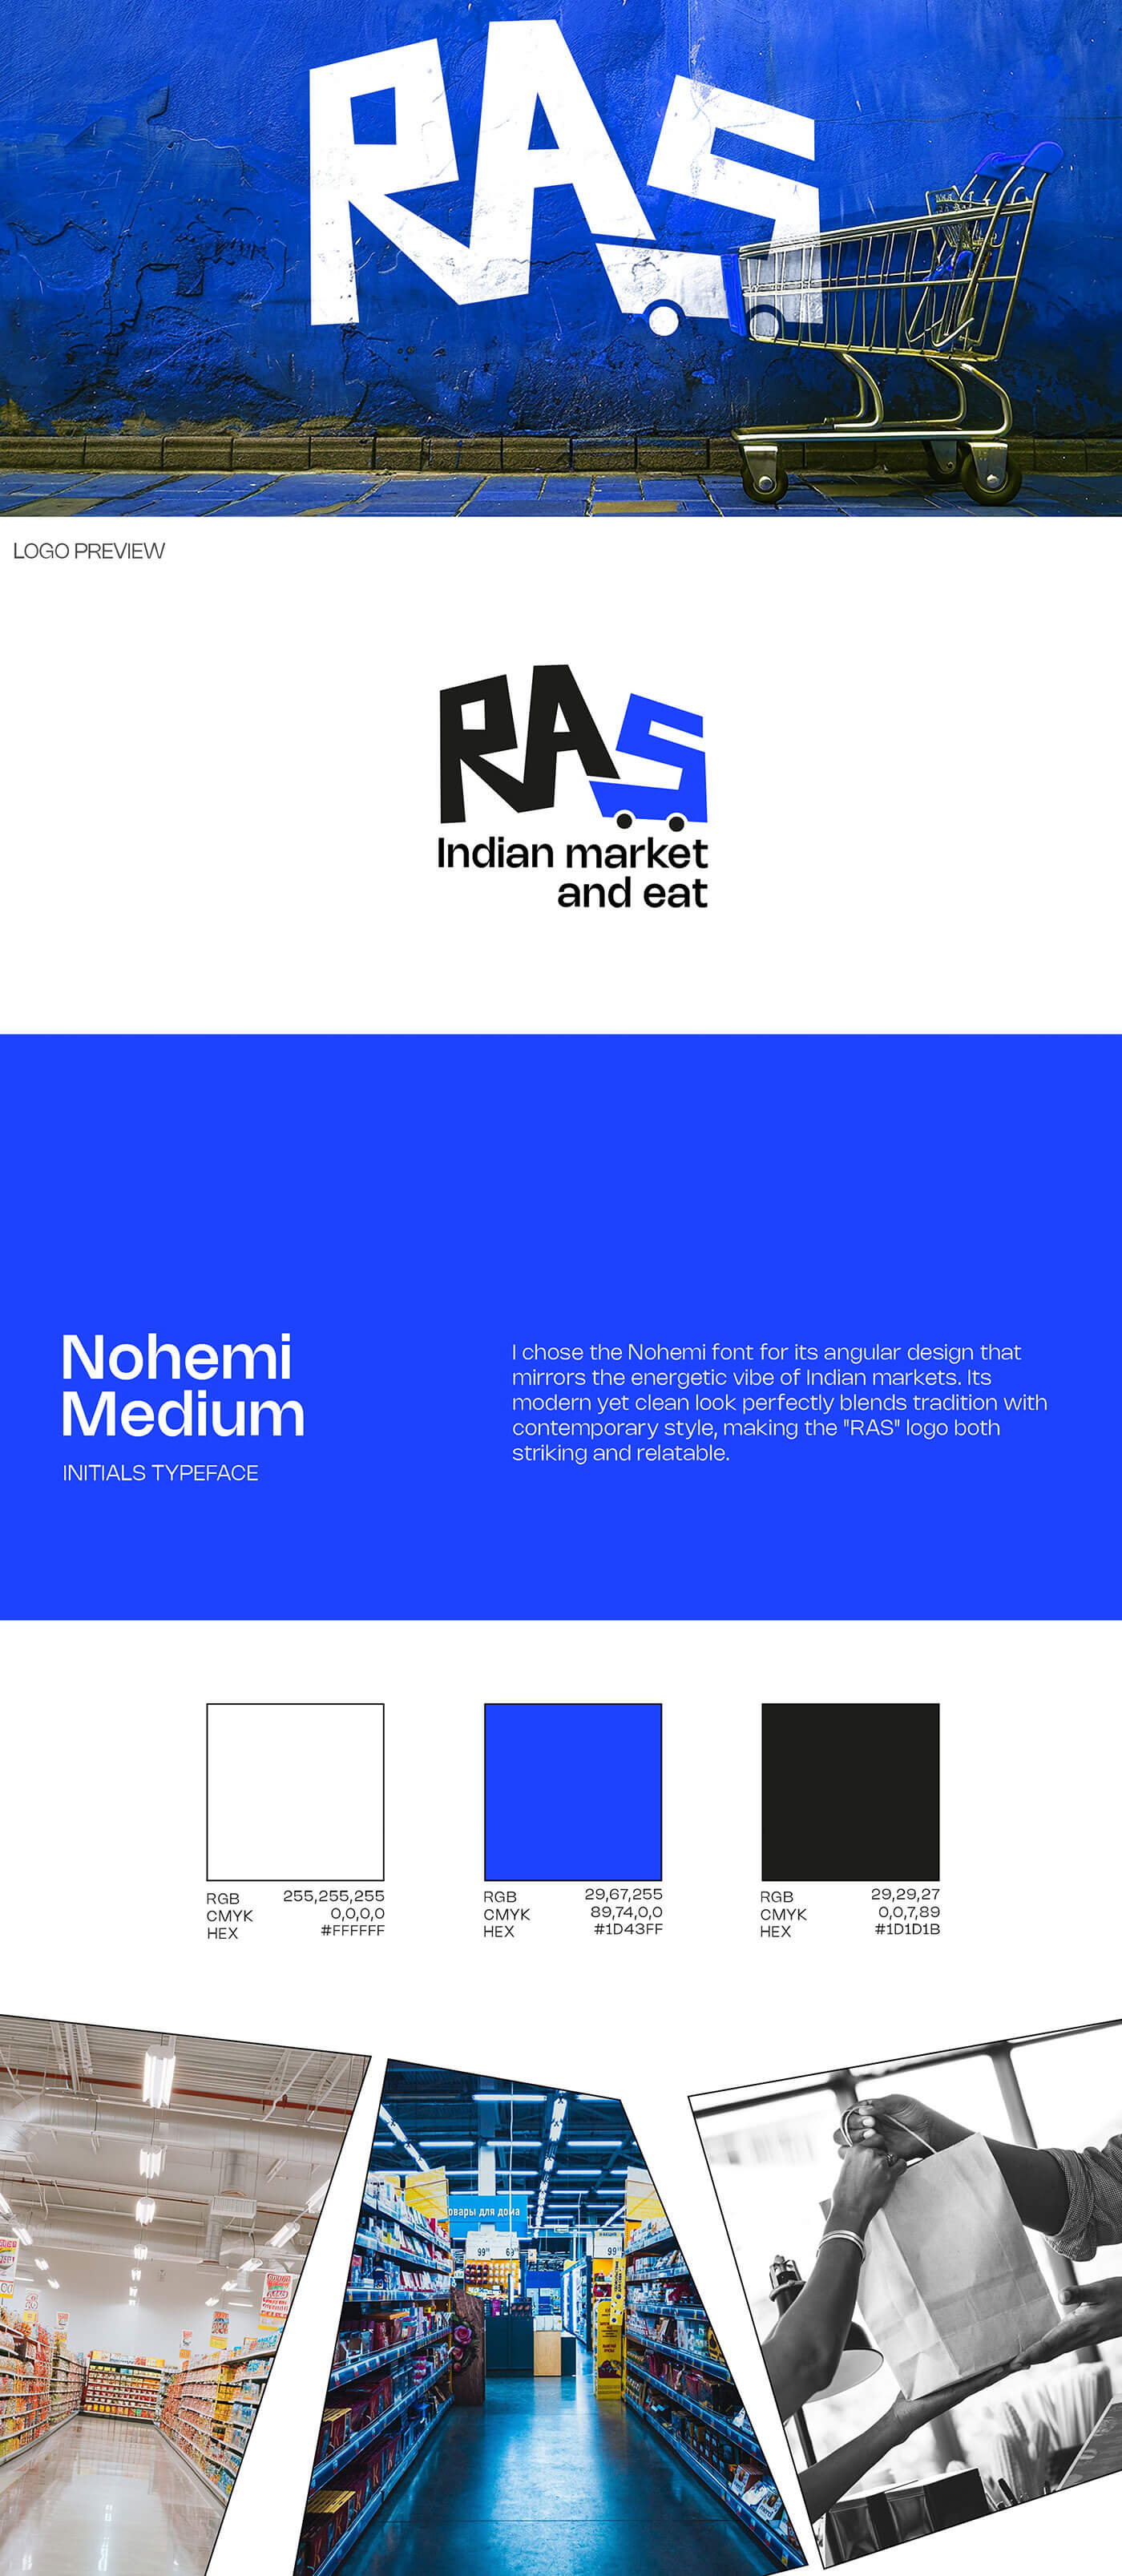 RAS
LOGO PREVIEW
RAS
Indian market
and eat
Nohemi
Medium
INITIALS TYPEFACE
I chose the Nohemi font for its angular design that
mirrors the energetic vibe of Indian markets. Its
modern yet clean look perfectly blends tradition with
contemporary style, making the "RAS" logo both
striking and relatable.
RGB 255,255,255
CMYK 0,0,0,0
HEX #FFFFFF
RGB 29,67,255
CMYK 89,74,0,0
HEX #1D43FF
RGB 29,29,27
CMYK 0,0,7,89
HEX #1D1D1B
для дома
99 69 99